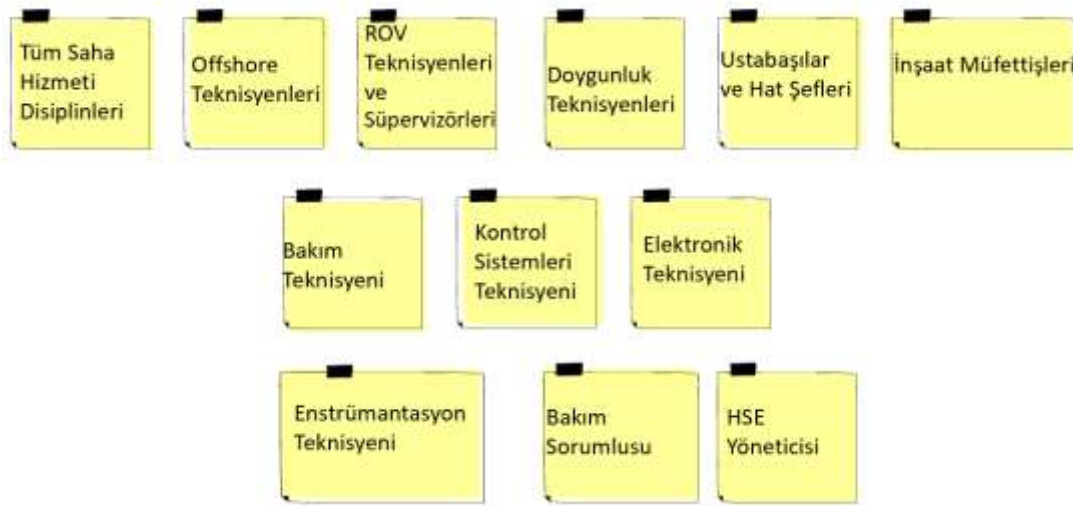 Tüm Saha
Hizmeti
Disiplinleri
Offshore
Teknisyenleri
ROV
Teknisyenleri
ve
Süpervizörleri
Doygunluk
Teknisyenleri
Ustabaşılar
ve Hat Şefleri
İnşaat Müfettişleri
Bakım
Teknisyeni
Kontrol
Sistemleri
Teknisyeni
Elektronik
Teknisyeni
Enstrümantasyon
Teknisyeni
Bakım
Sorumlusu
HSE
Yöneticisi